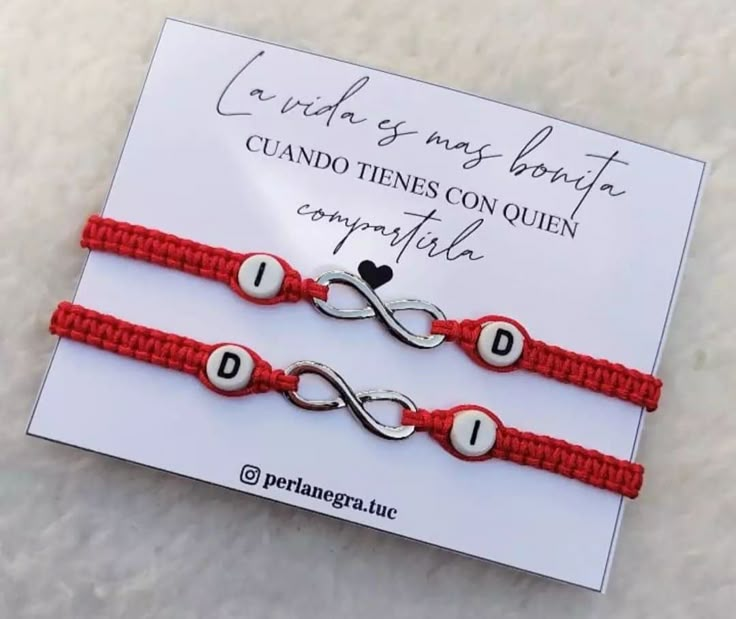 La vida es mas bonita
CUANDO TIENES CON QUIEN
compartirla
I D
D I
perlanegra.tuc